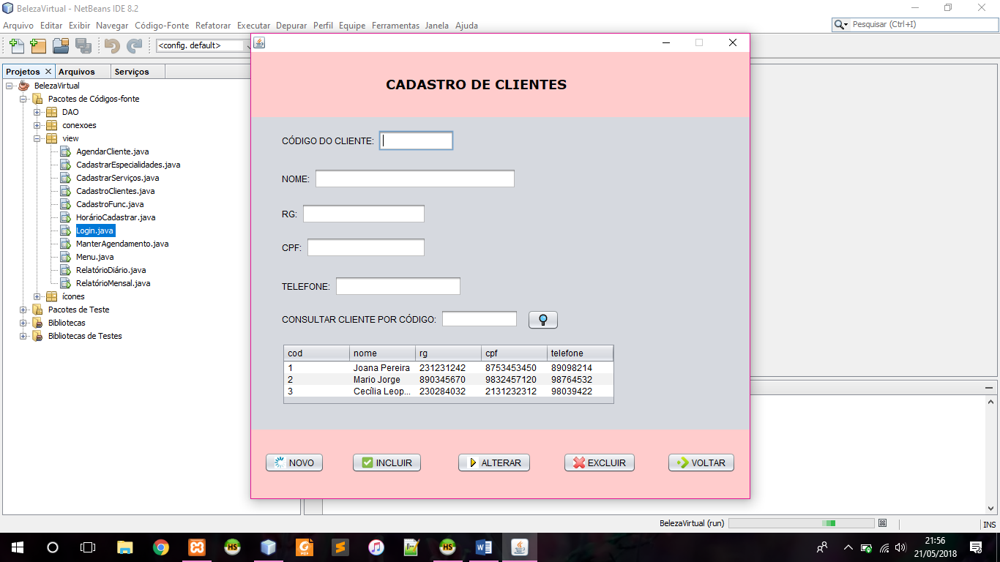 BelezaVirtual - NetBeans IDE 8.2
Arquivo Editar Exibir Navegar Código-Fonte Refatorar Executar Depurar Perfil Equipe Ferramentas Janela Ajuda
Pesquisar (Ctrl+I)
<config. default>
Projetos Arquivos Serviços
BelezaVirtual
Pacotes de Códigos-fonte
DAO
conexoes
view
AgendarCliente.java
CadastrarEspecialidades.java
CadastrarServiços.java
CadastroClientes.java
CadastroFunc.java
HorárioCadastrar.java
Login.java
ManterAgendamento.java
Menu.java
RelatórioDiário.java
RelatórioMensal.java
ícones
Pacotes de Teste
Bibliotecas
Bibliotecas de Testes
CADASTRO DE CLIENTES
CÓDIGO DO CLIENTE:
NOME:
RG:
CPF:
TELEFONE:
CONSULTAR CLIENTE POR CÓDIGO:
cod nome rg cpf telefone
1 Joana Pereira 231231242 8753453450 89098214
2 Mario Jorge 890345670 9832457120 98764532
3 Cecília Leop... 230284032 2131232312 98039422
NOVO INCLUIR ALTERAR EXCLUIR VOLTAR
BelezaVirtual (run)
INS
HS
PDF
S
HS
W
21:56
21/05/2018